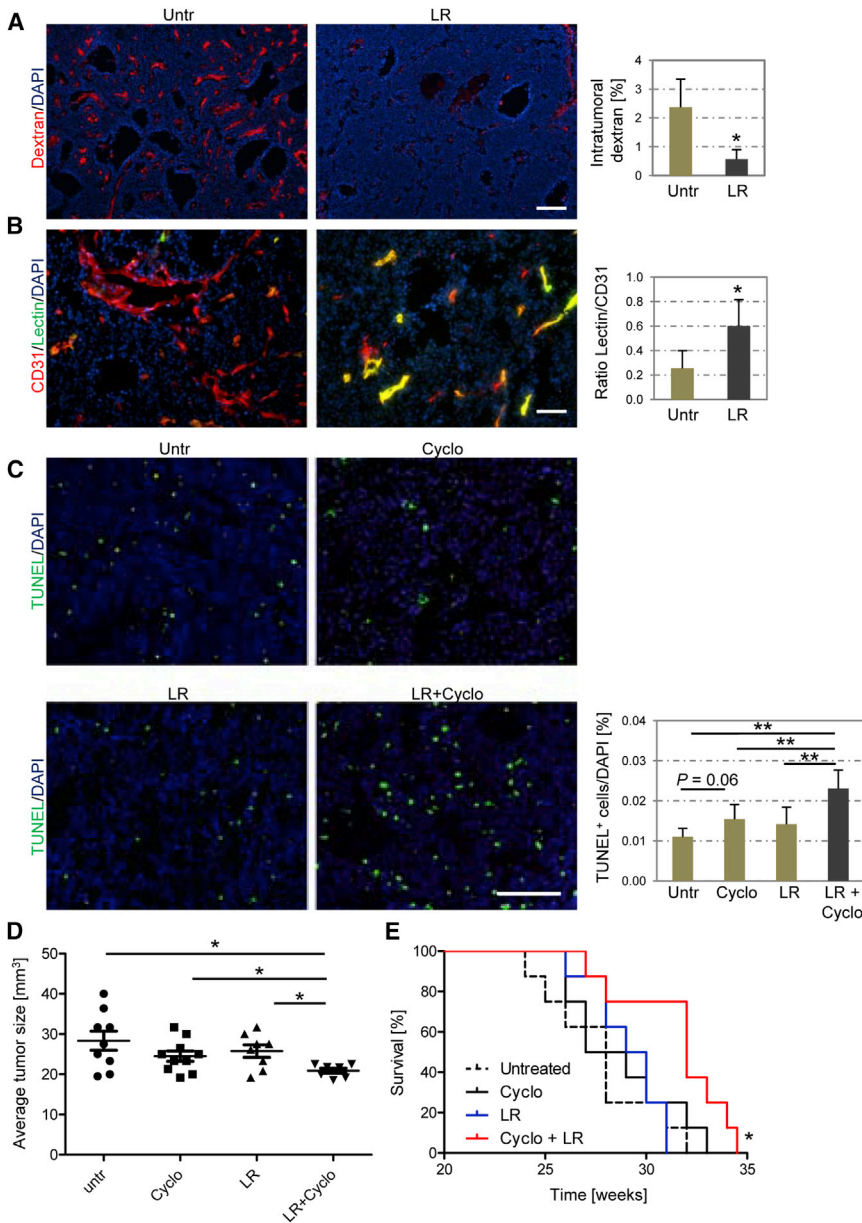 A
Untr
LR
Dextran/DAPI
Intratumoral
dextran [%]
4
3
2
1
0
*
Untr
LR
B
CD31/Lectin/DAPI
Ratio Lectin/CD31
1.0
0.8
0.6
0.4
0.2
0.0
*
Untr
LR
C
Untr
Cyclo
TUNEL/DAPI
LR
LR+Cyclo
TUNEL/DAPI
TUNEL+ cells/DAPI [%]
0.04
0.03
0.02
0.01
0.00
**
**
**
P = 0.06
Untr
Cyclo
LR
LR +
Cyclo
D
Average tumor size [mm³]
50
40
30
20
10
0
*
*
*
untr
Cyclo
LR
LR+Cyclo
E
Survival [%]
100
80
60
40
20
0
Untreated
Cyclo
LR
Cyclo + LR
*
20
25
30
35
Time [weeks]